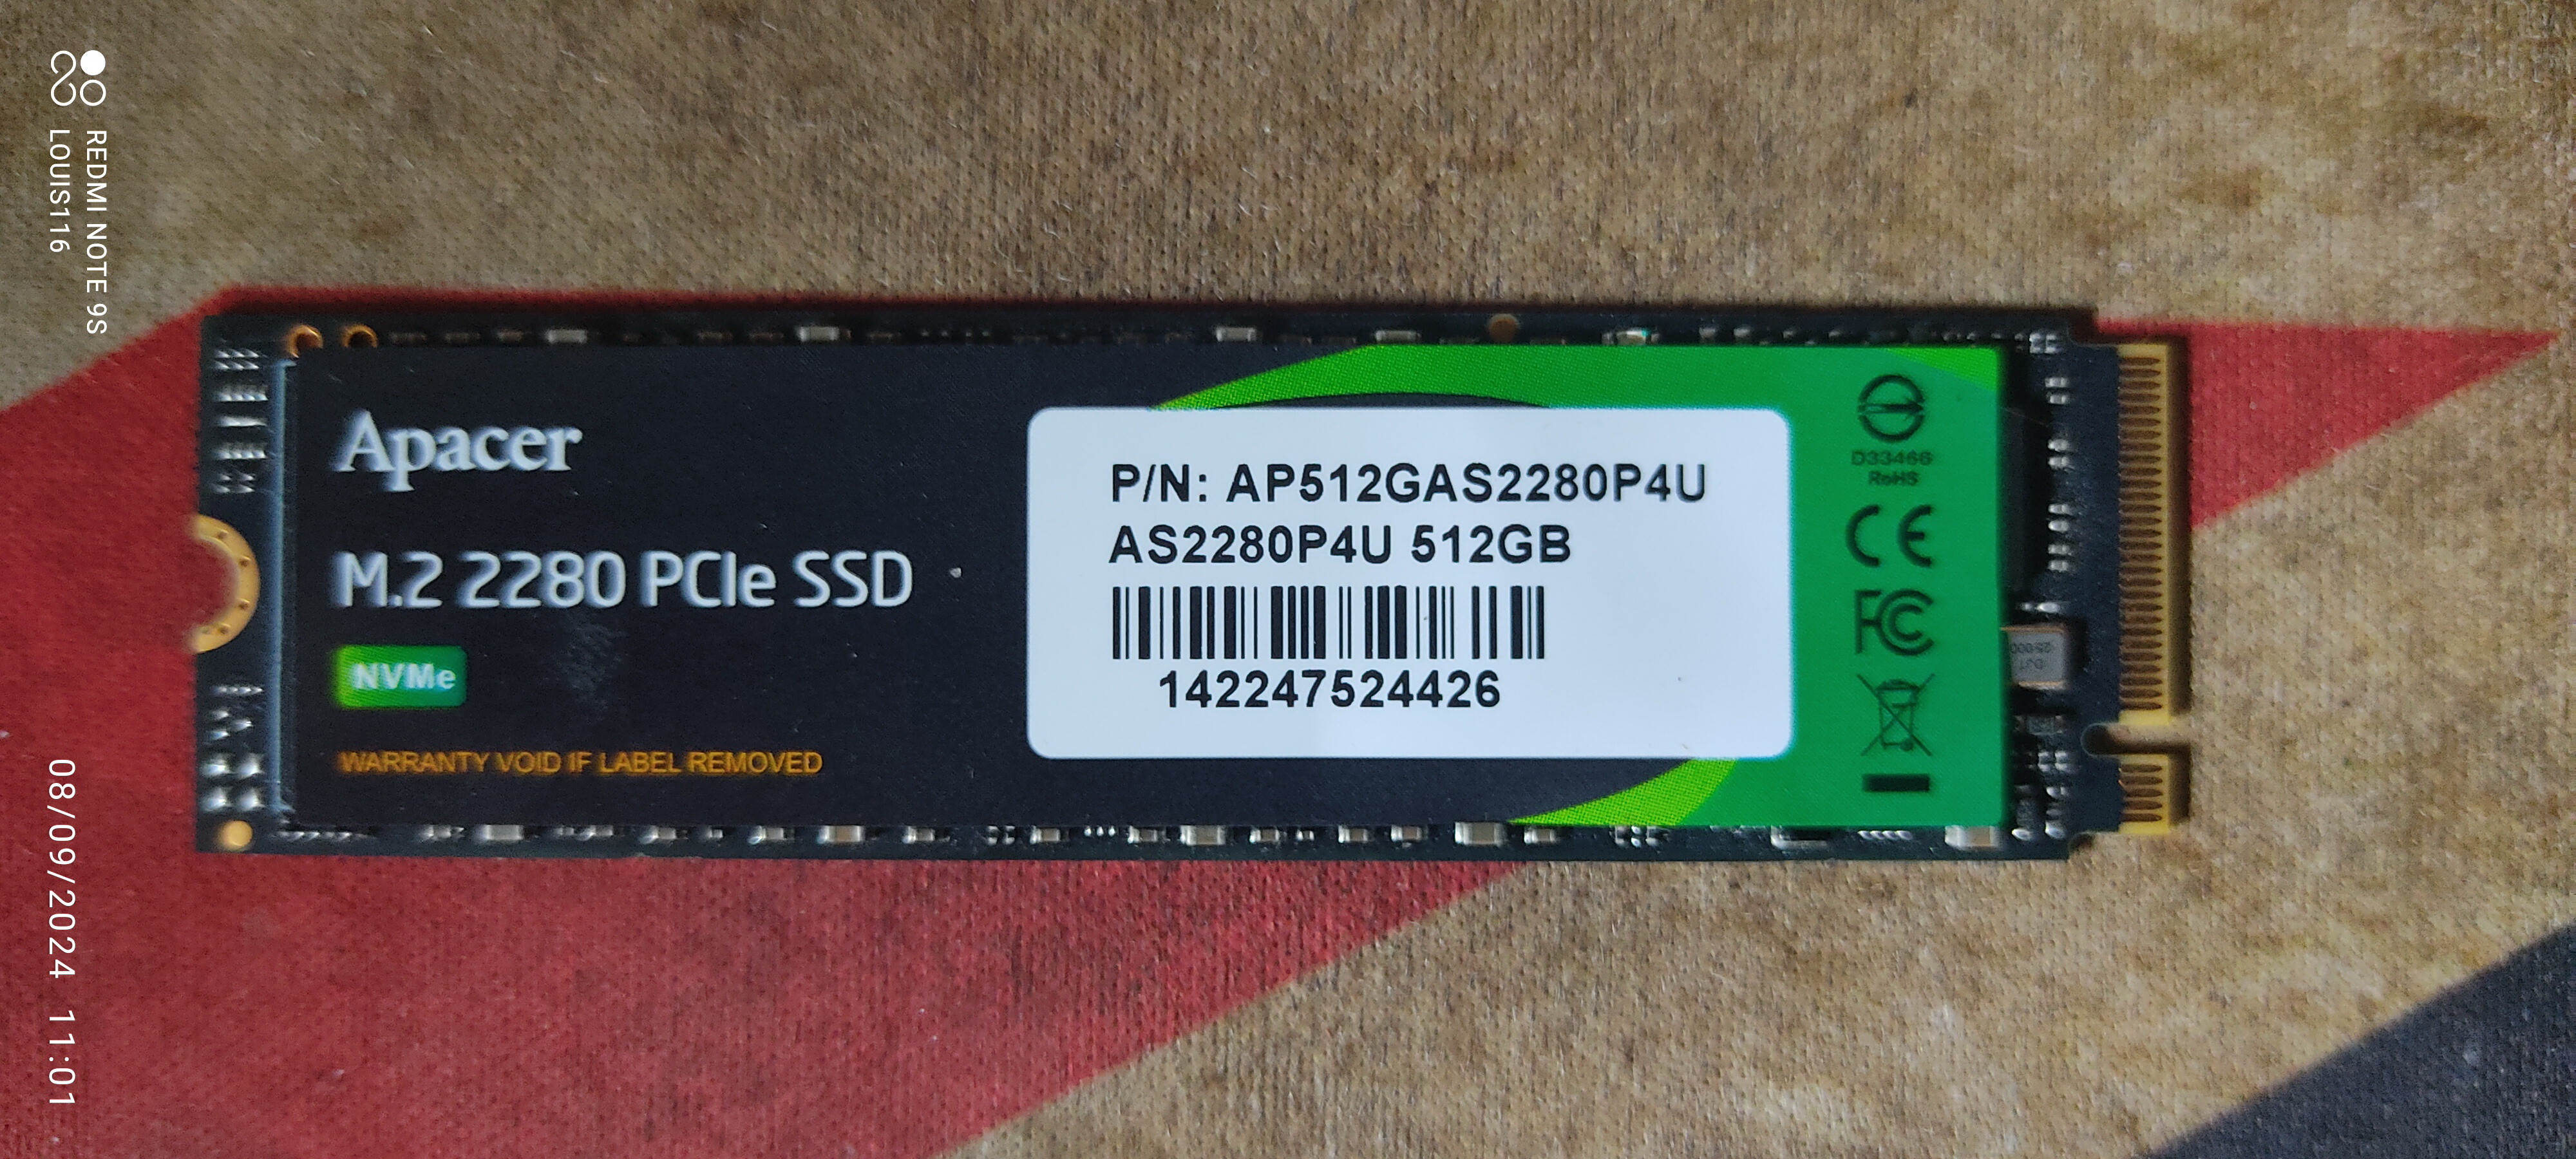 REDMI NOTE 9S
LOUIS116
Apacer
M.2 2280 PCIe SSD
NVMe
WARRANTY VOID IF LABEL REMOVED
P/N: AP512GAS2280P4U
AS2280P4U 512GB
142247524426
D33466
RoHS
CE
FC
08/09/2024 11:01